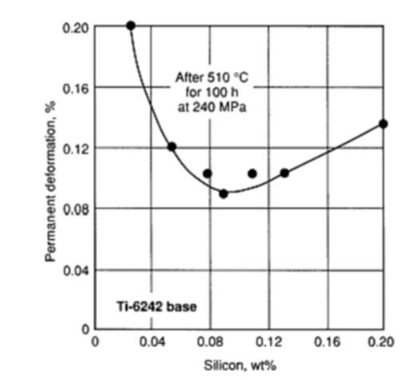 0.20
0.16
0.12
0.08
0.04
0
Permanent deformation, %
After 510 °C
for 100 h
at 240 MPa
Ti-6242 base
0 0.04 0.08 0.12 0.16 0.20
Silicon, wt%